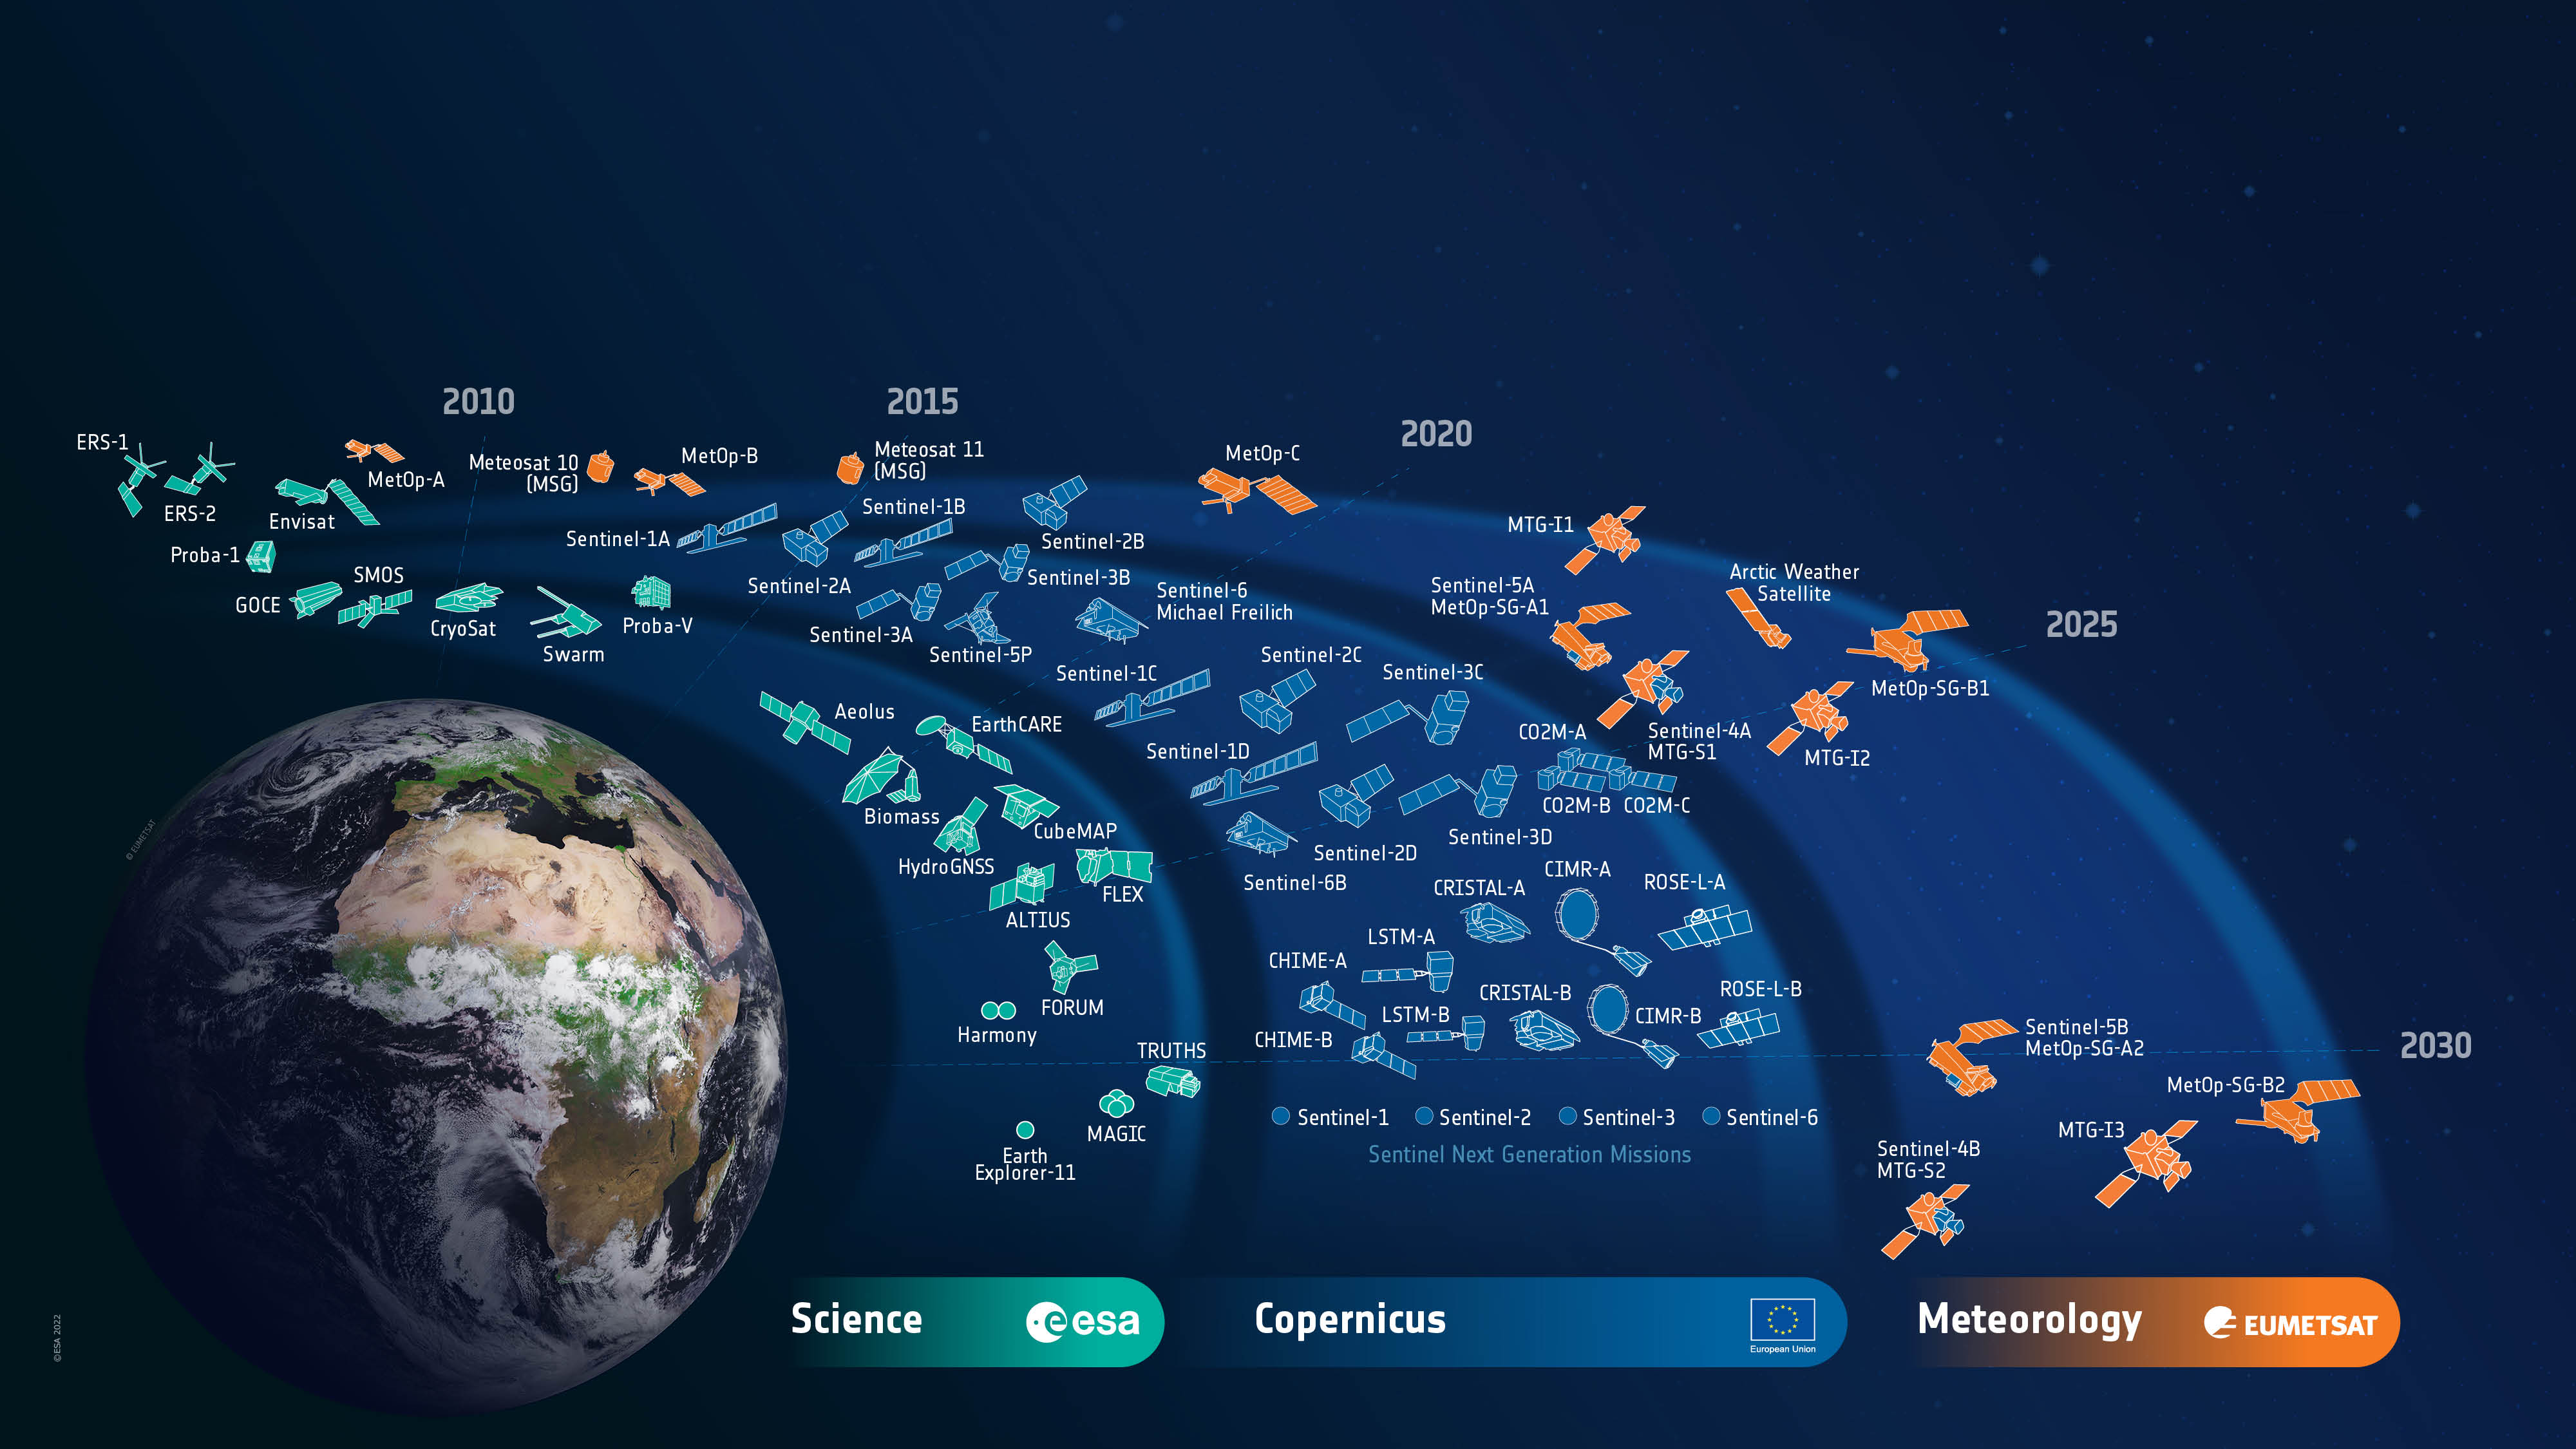 2010
2015
2020
2025
2030
ERS-1
ERS-2
MetOp-A
Envisat
Proba-1
GOCE
SMOS
CryoSat
Swarm
Proba-V
Meteosat 10
(MSG)
MetOp-B
Meteosat 11
(MSG)
MetOp-C
Sentinel-1A
Sentinel-1B
Sentinel-2A
Sentinel-2B
Sentinel-3A
Sentinel-3B
Sentinel-5P
Sentinel-6
Michael Freilich
Sentinel-1C
Sentinel-2C
Sentinel-3C
Sentinel-1D
Sentinel-2D
Sentinel-3D
Sentinel-6B
MTG-I1
Sentinel-5A
MetOp-SG-A1
Arctic Weather
Satellite
MetOp-SG-B1
Sentinel-4A
MTG-S1
MTG-I2
CO2M-A
CO2M-B
CO2M-C
Aeolus
EarthCARE
Biomass
CubeMAP
HydroGNSS
FLEX
ALTIUS
FORUM
Harmony
TRUTHS
MAGIC
Earth
Explorer-11
CIMR-A
CRISTAL-A
ROSE-L-A
LSTM-A
CHIME-A
CRISTAL-B
ROSE-L-B
LSTM-B
CIMR-B
CHIME-B
Sentinel-1
Sentinel-2
Sentinel-3
Sentinel-6
Sentinel Next Generation Missions
Sentinel-5B
MetOp-SG-A2
MetOp-SG-B2
MTG-I3
Sentinel-4B
MTG-S2
© EUMETSAT
©ESA 2022
Science
esa
Copernicus
European Union
Meteorology
EUMETSAT